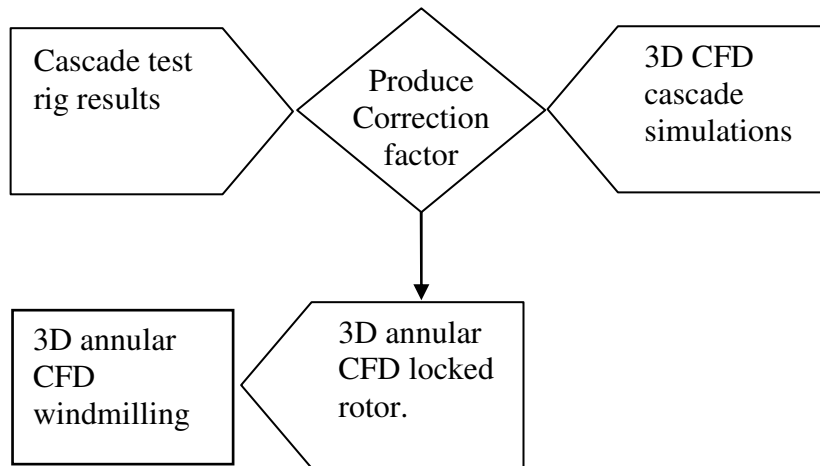 Cascade test
rig results
Produce
Correction
factor
3D CFD
cascade
simulations
3D annular
CFD
windmilling
3D annular
CFD locked
rotor.